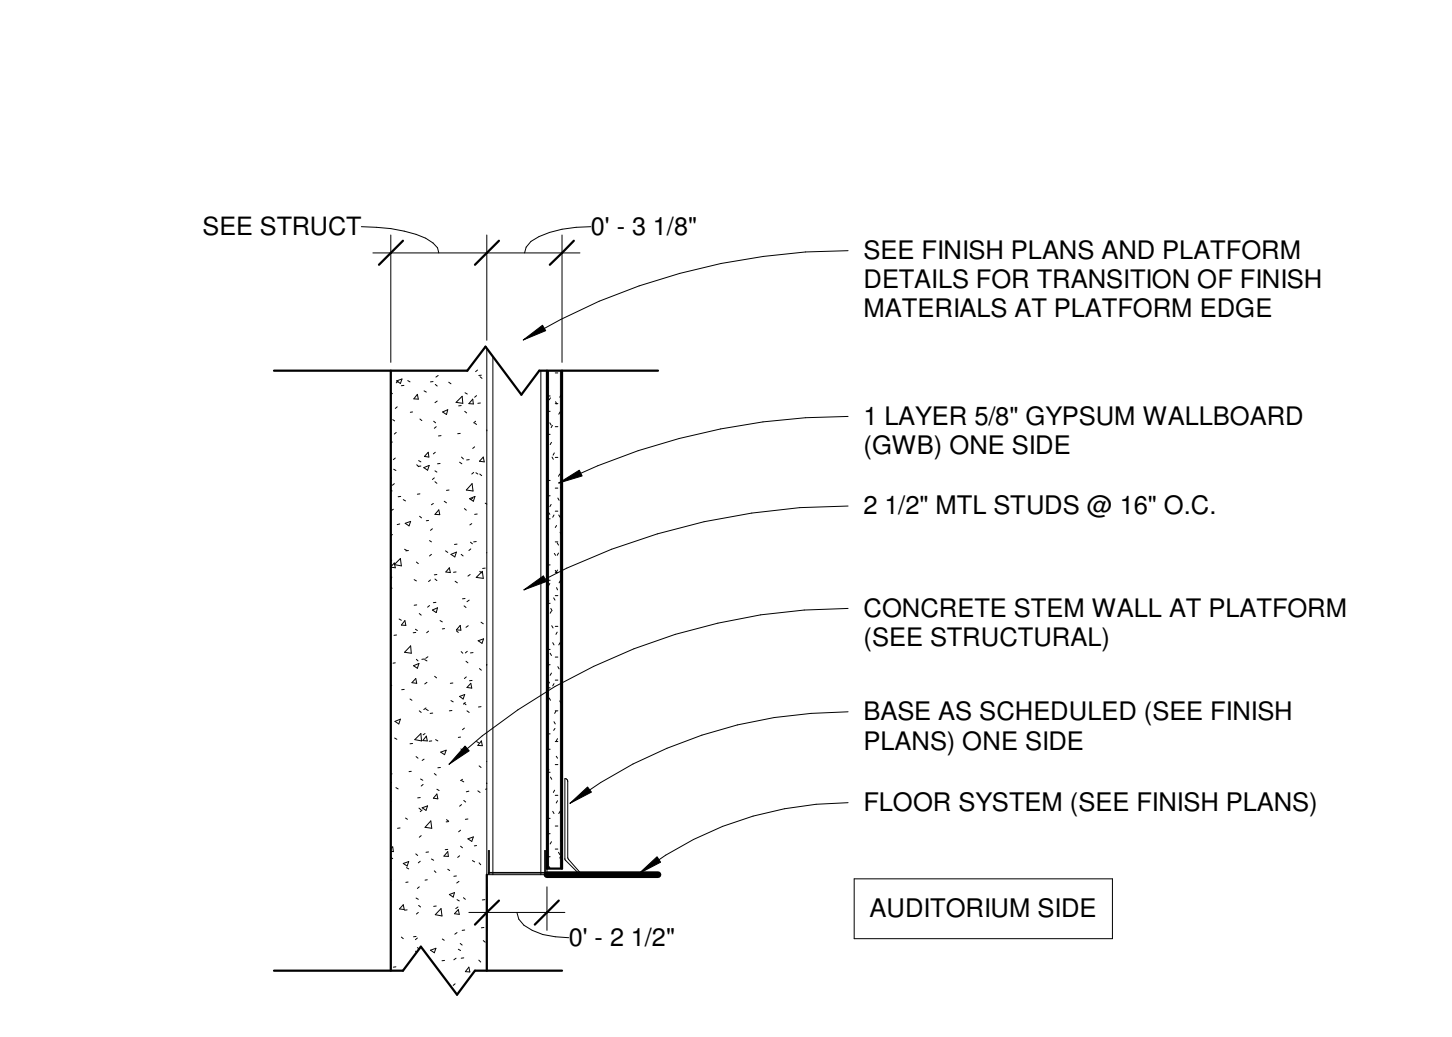 SEE STRUCT
0' - 3 1/8"
SEE FINISH PLANS AND PLATFORM
DETAILS FOR TRANSITION OF FINISH
MATERIALS AT PLATFORM EDGE
1 LAYER 5/8" GYPSUM WALLBOARD
(GWB) ONE SIDE
2 1/2" MTL STUDS @ 16" O.C.
CONCRETE STEM WALL AT PLATFORM
(SEE STRUCTURAL)
BASE AS SCHEDULED (SEE FINISH
PLANS) ONE SIDE
FLOOR SYSTEM (SEE FINISH PLANS)
AUDITORIUM SIDE
0' - 2 1/2"